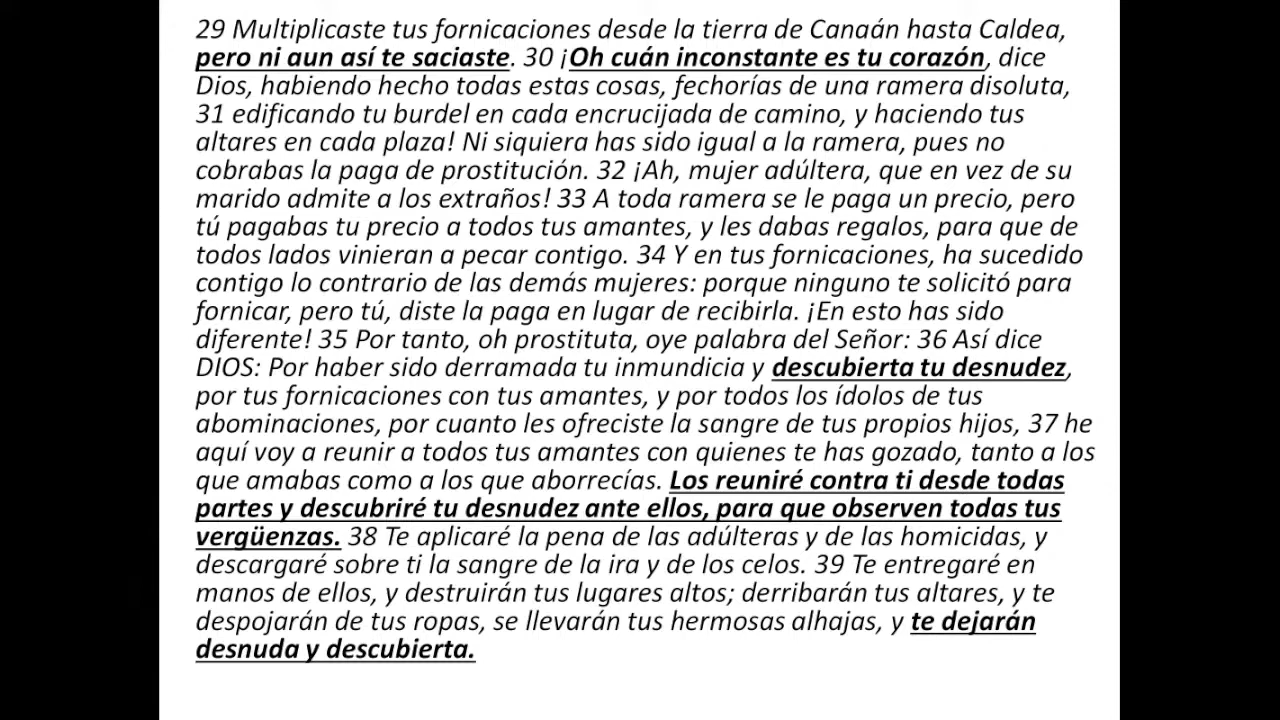 29 Multiplicaste tus fornicaciones desde la tierra de Canaán hasta Caldea,
pero ni aun así te saciaste. 30 ¡Oh cuán inconstante es tu corazón, dice
Dios, habiendo hecho todas estas cosas, fechorías de una ramera disoluta,
31 edificando tu burdel en cada encrucijada de camino, y haciendo tus
altares en cada plaza! Ni siquiera has sido igual a la ramera, pues no
cobrabas la paga de prostitución. 32 ¡Ah, mujer adúltera, que en vez de su
marido admite a los extraños! 33 A toda ramera se le paga un precio, pero
tú pagabas tu precio a todos tus amantes, y les dabas regalos, para que de
todos lados vinieran a pecar contigo. 34 Y en tus fornicaciones, ha sucedido
contigo lo contrario de las demás mujeres: porque ninguno te solicitó para
fornicar, pero tú, diste la paga en lugar de recibirla. ¡En esto has sido
diferente! 35 Por tanto, oh prostituta, oye palabra del Señor: 36 Así dice
DIOS: Por haber sido derramada tu inmundicia y descubierta tu desnudez,
por tus fornicaciones con tus amantes, y por todos los ídolos de tus
abominaciones, por cuanto les ofreciste la sangre de tus propios hijos, 37 he
aquí voy a reunir a todos tus amantes con quienes te has gozado, tanto a los
que amabas como a los que aborrecías. Los reuniré contra ti desde todas
partes y descubriré tu desnudez ante ellos, para que observen todas tus
vergüenzas. 38 Te aplicaré la pena de las adúlteras y de las homicidas, y
descargaré sobre ti la sangre de la ira y de los celos. 39 Te entregaré en
manos de ellos, y destruirán tus lugares altos; derribarán tus altares, y te
despojarán de tus ropas, se llevarán tus hermosas alhajas, y te dejarán
desnuda y descubierta.